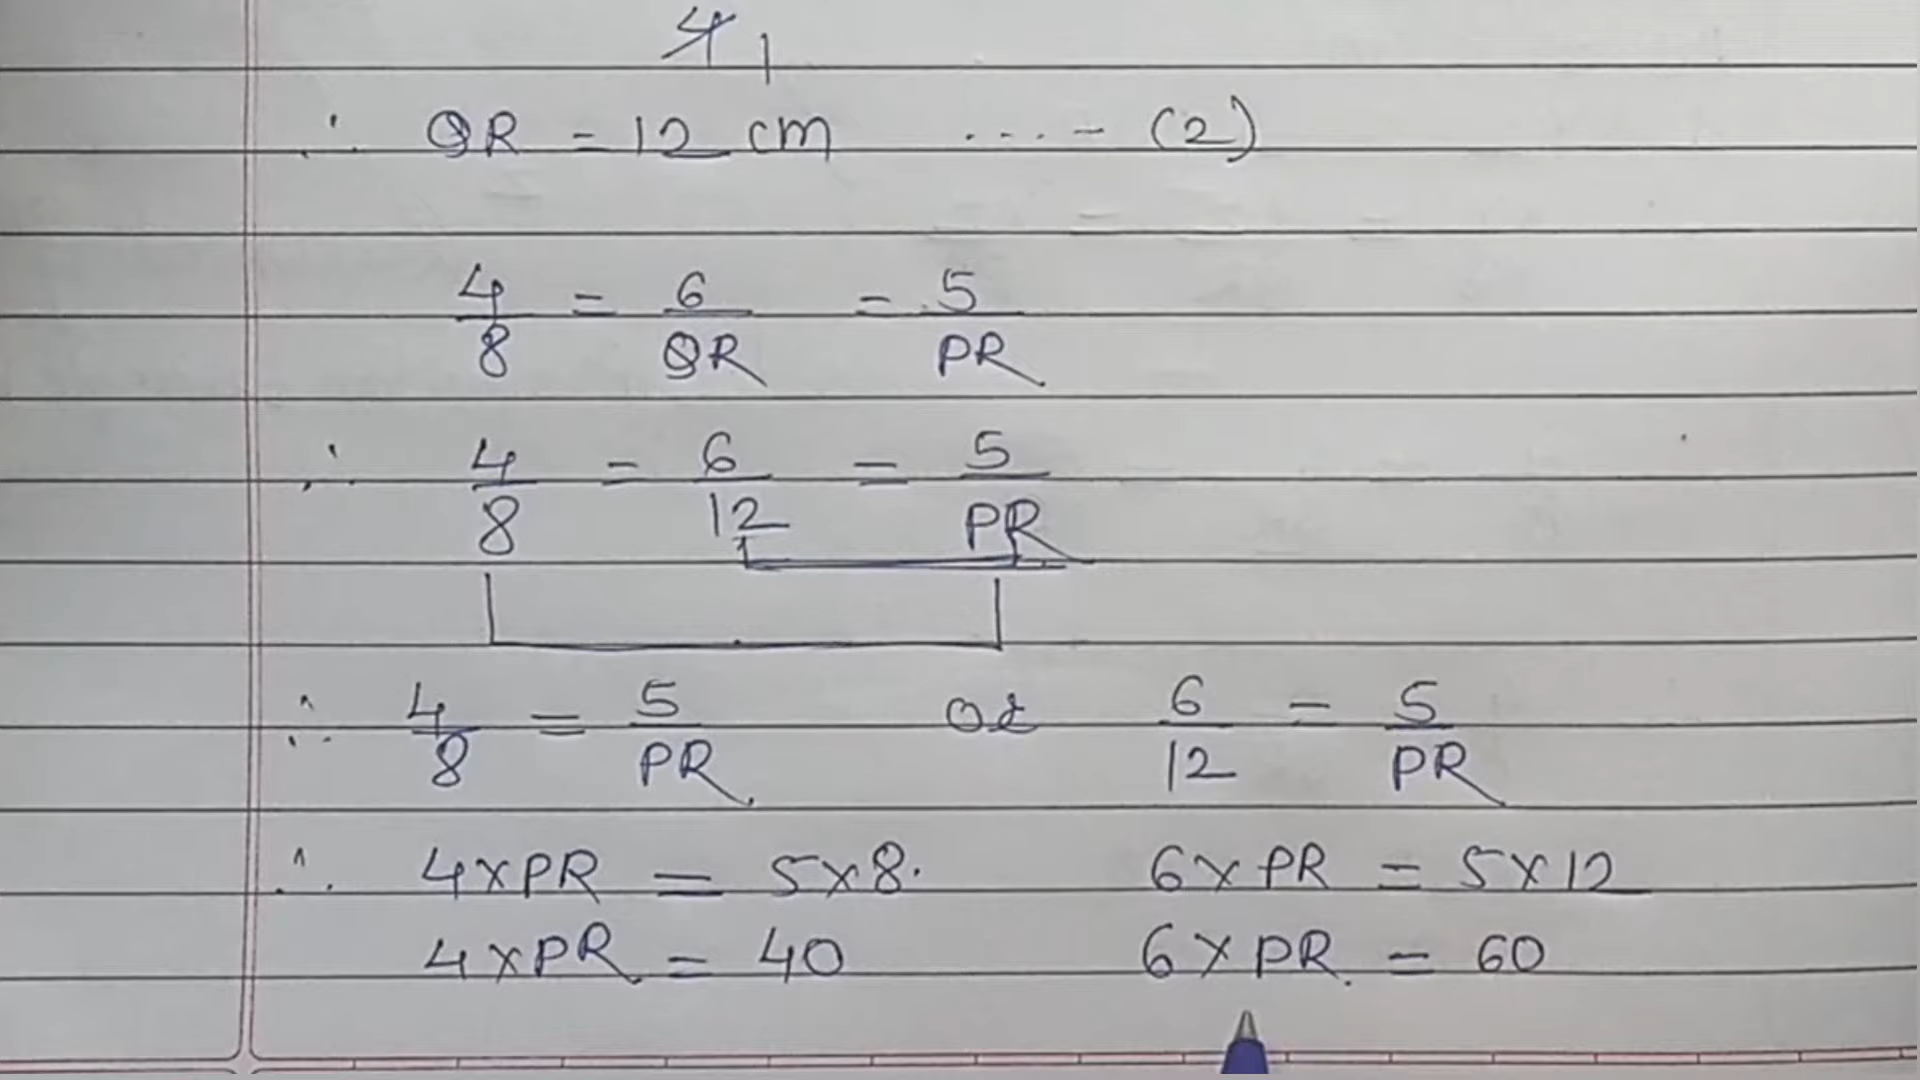 4 1
∴ QR = 12 cm ---- (2)
4/8 = 6/QR = 5/PR
∴ 4/8 = 6/12 = 5/PR
∴ 4/8 = 5/PR or 6/12 = 5/PR
∴ 4×PR = 5×8. 6×PR = 5×12
4×PR = 40 6×PR. = 60